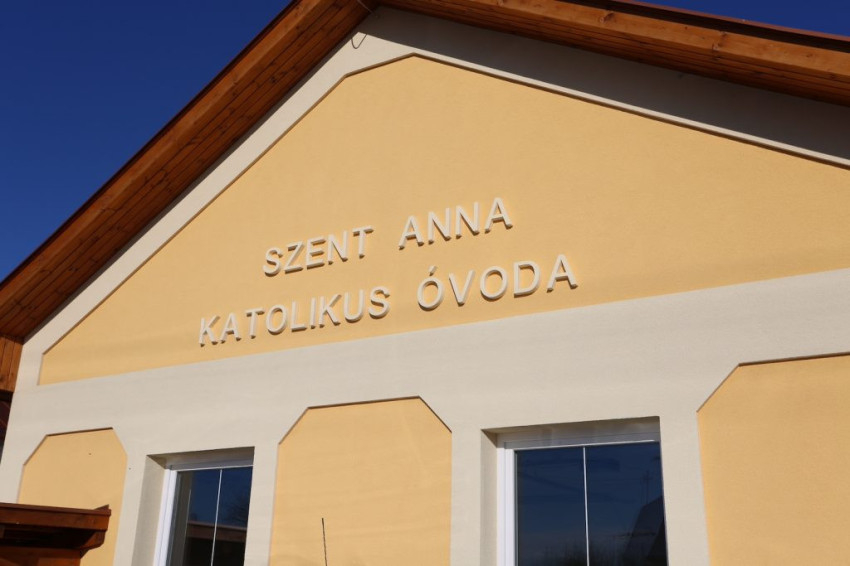 SZENT ANNA
KATOLIKUS ÓVODA